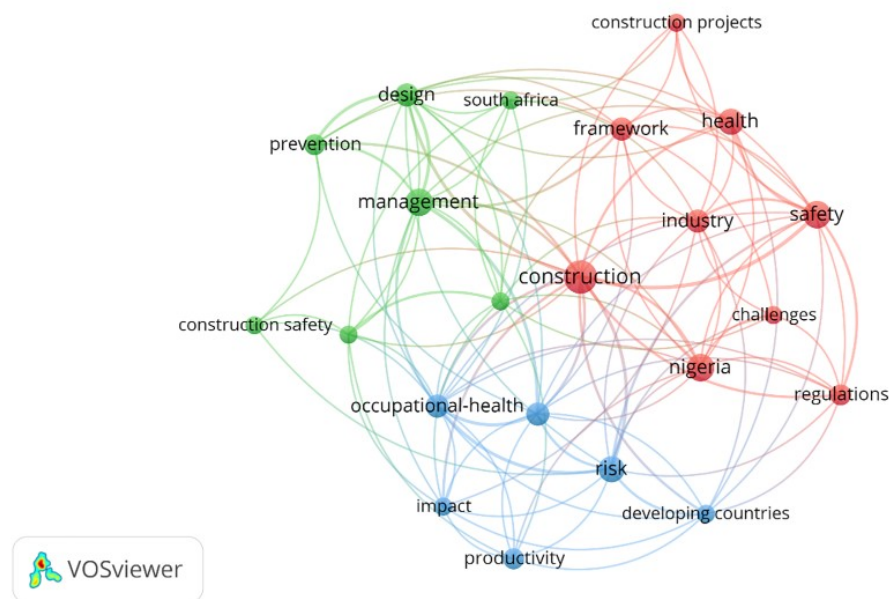 construction projects
design
south africa
health
framework
prevention
management
safety
industry
construction
challenges
construction safety
nigeria
regulations
occupational-health
risk
impact
developing countries
productivity
VOSviewer